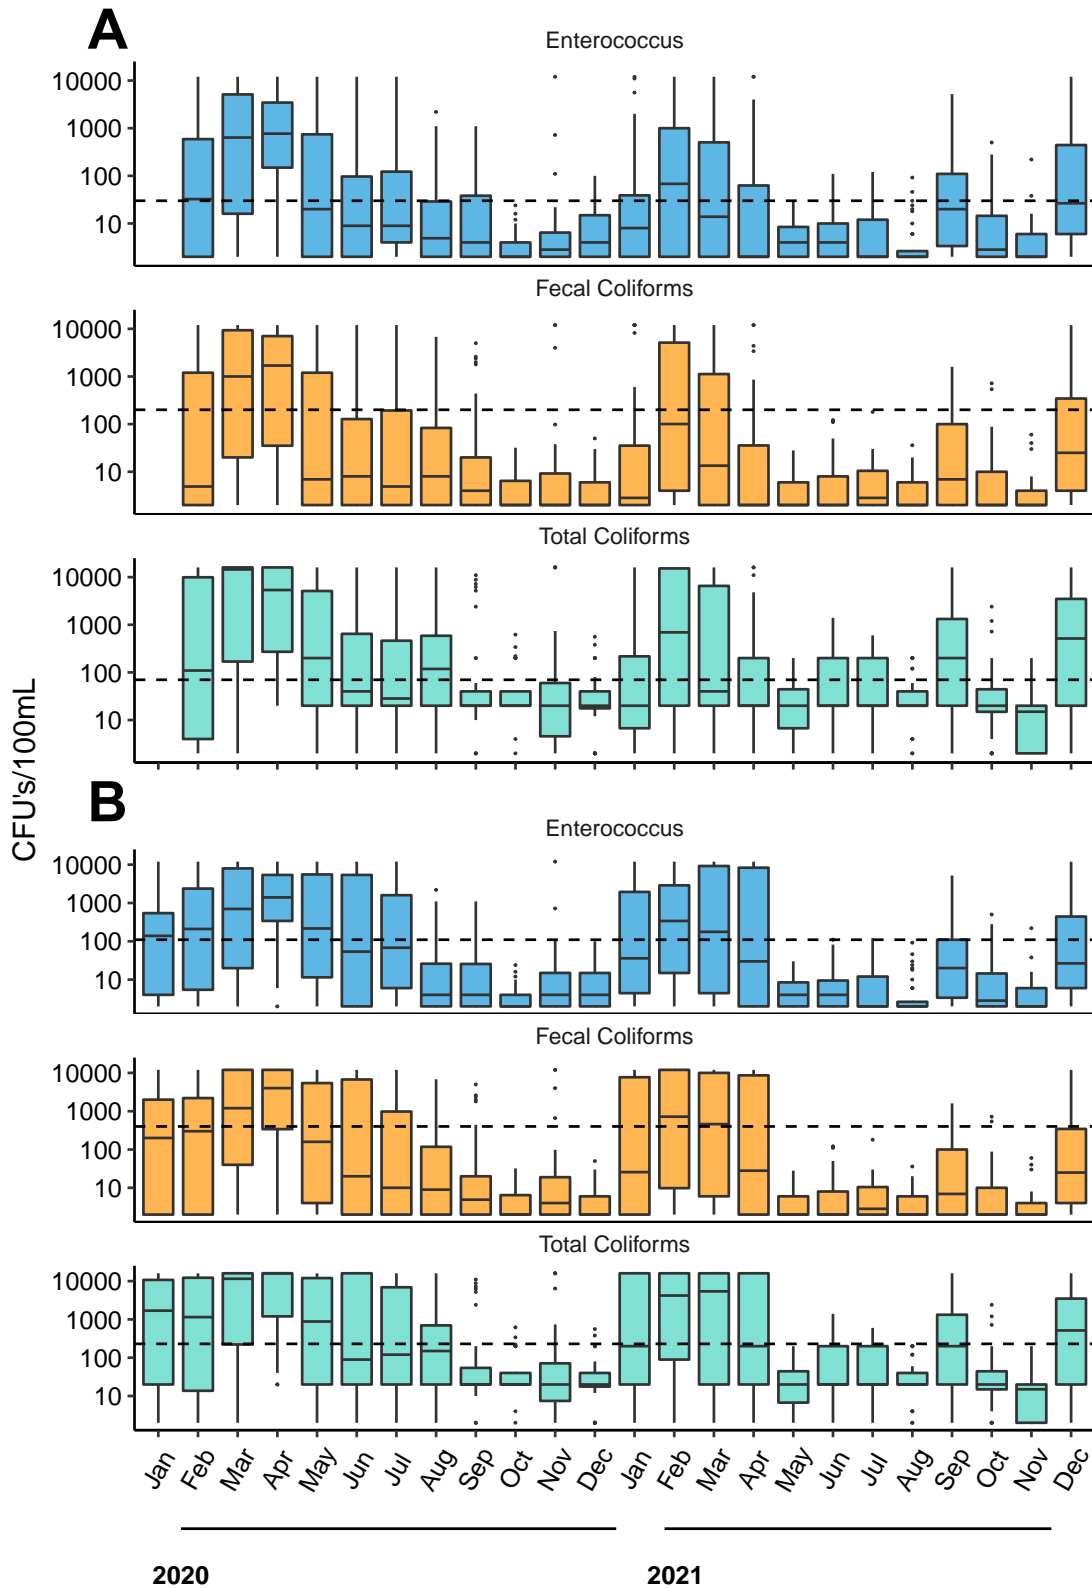 A
Enterococcus
10000
1000
100
10
Fecal Coliforms
10000
1000
100
10
Total Coliforms
10000
1000
100
10
CFU's/100mL
B
Enterococcus
10000
1000
100
10
Fecal Coliforms
10000
1000
100
10
Total Coliforms
10000
1000
100
10
Jan Feb Mar Apr May Jun Jul Aug Sep Oct Nov Dec Jan Feb Mar Apr May Jun Jul Aug Sep Oct Nov Dec
2020 2021